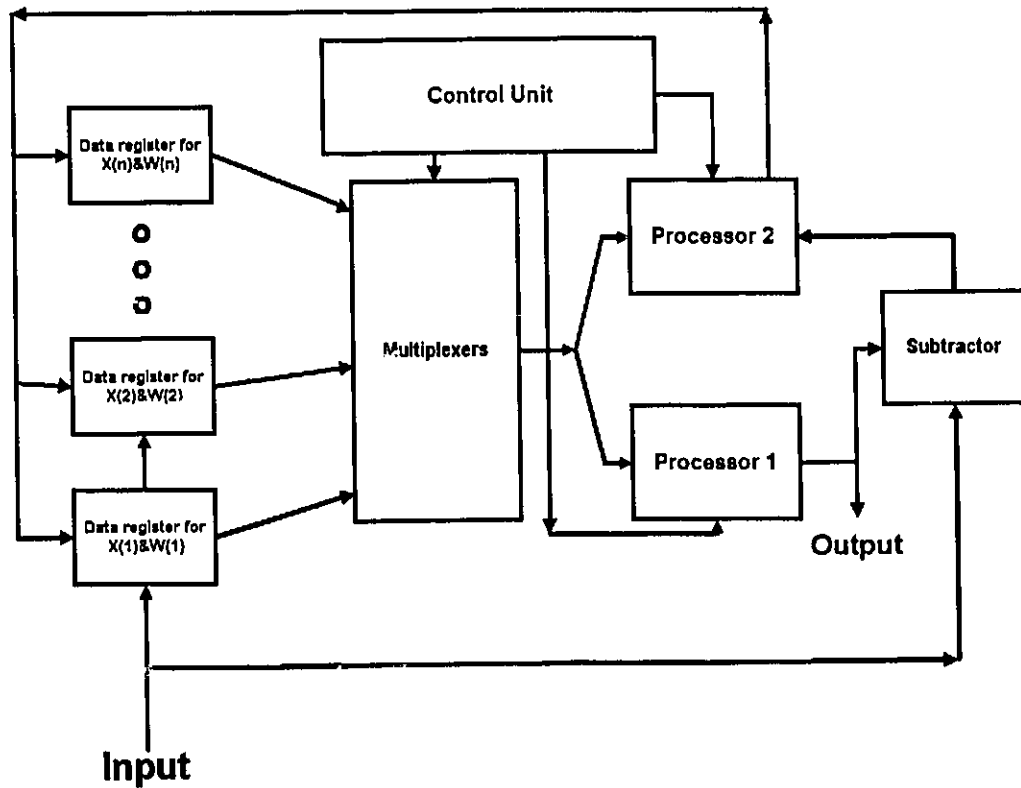 Control Unit
Data register for
X(n)&W(n)
Processor 2
Multiplexers
Subtractor
Data register for
X(2)&W(2)
Processor 1
Data register for
X(1)&W(1)
Output
Input